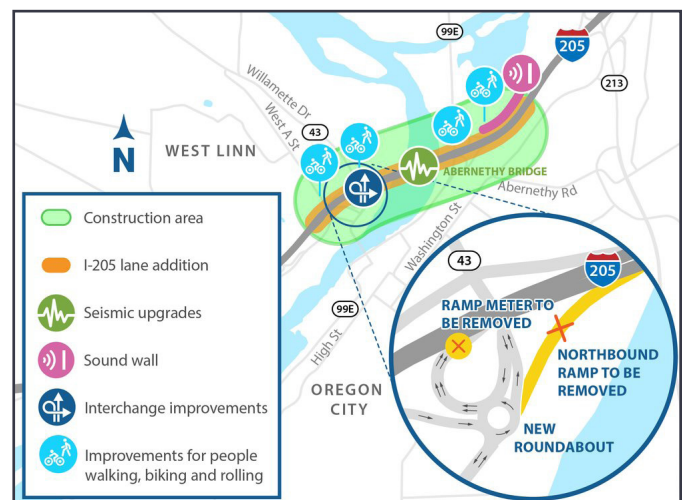 99E
205
213
Willamette Dr
West A St
43
WEST LINN
N
ABERNETHY BRIDGE
Abernethy Rd
Washington St
99E
High St
OREGON
CITY
Construction area
I-205 lane addition
Seismic upgrades
Sound wall
Interchange improvements
Improvements for people
walking, biking and rolling
43
205
RAMP METER TO
BE REMOVED
NORTHBOUND
RAMP TO BE
REMOVED
NEW
ROUNDABOUT